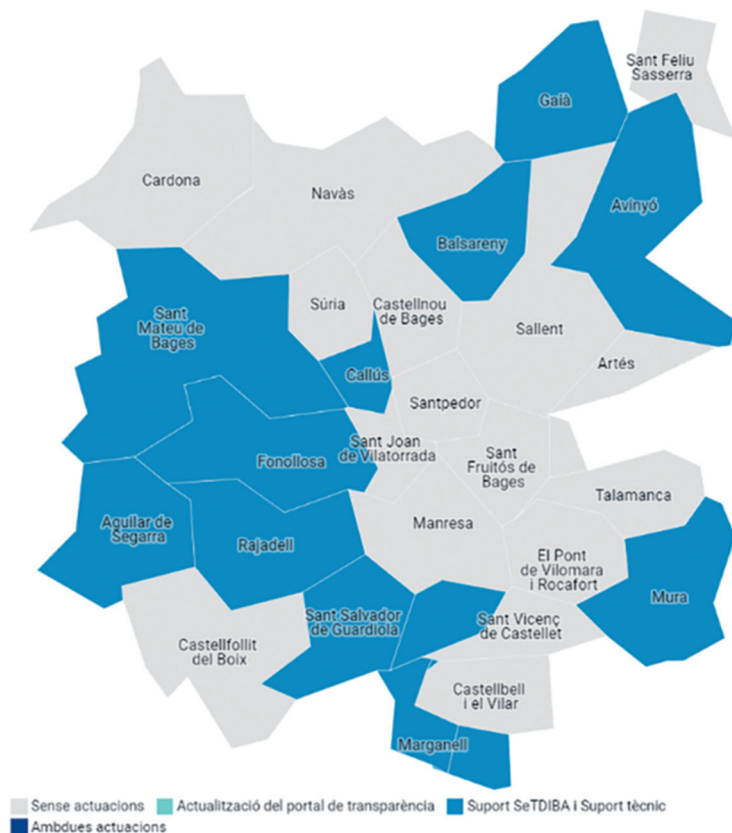 Sant Feliu
Sasserra
Gaià
Cardona
Navàs
Avinyó
Balsareny
Sant
Mateu de
Bages
Súria
Castellnou
de Bages
Sallent
Callús
Artés
Santpedor
Sant Joan
de Vilatorrada
Fonollosa
Sant
Fruitós de
Bages
Talamanca
Aguilar de
Segarra
Rajadell
Manresa
El Pont
de Vilomara
i Rocafort
Mura
Sant Salvador
de Guardiola
Sant Vicenç
de Castellet
Castellfollit
del Boix
Castellbell
i el Vilar
Marganell
Sense actuacions
Actualització del portal de transparència
Suport SeTDIBA i Suport tècnic
Ambdues actuacions